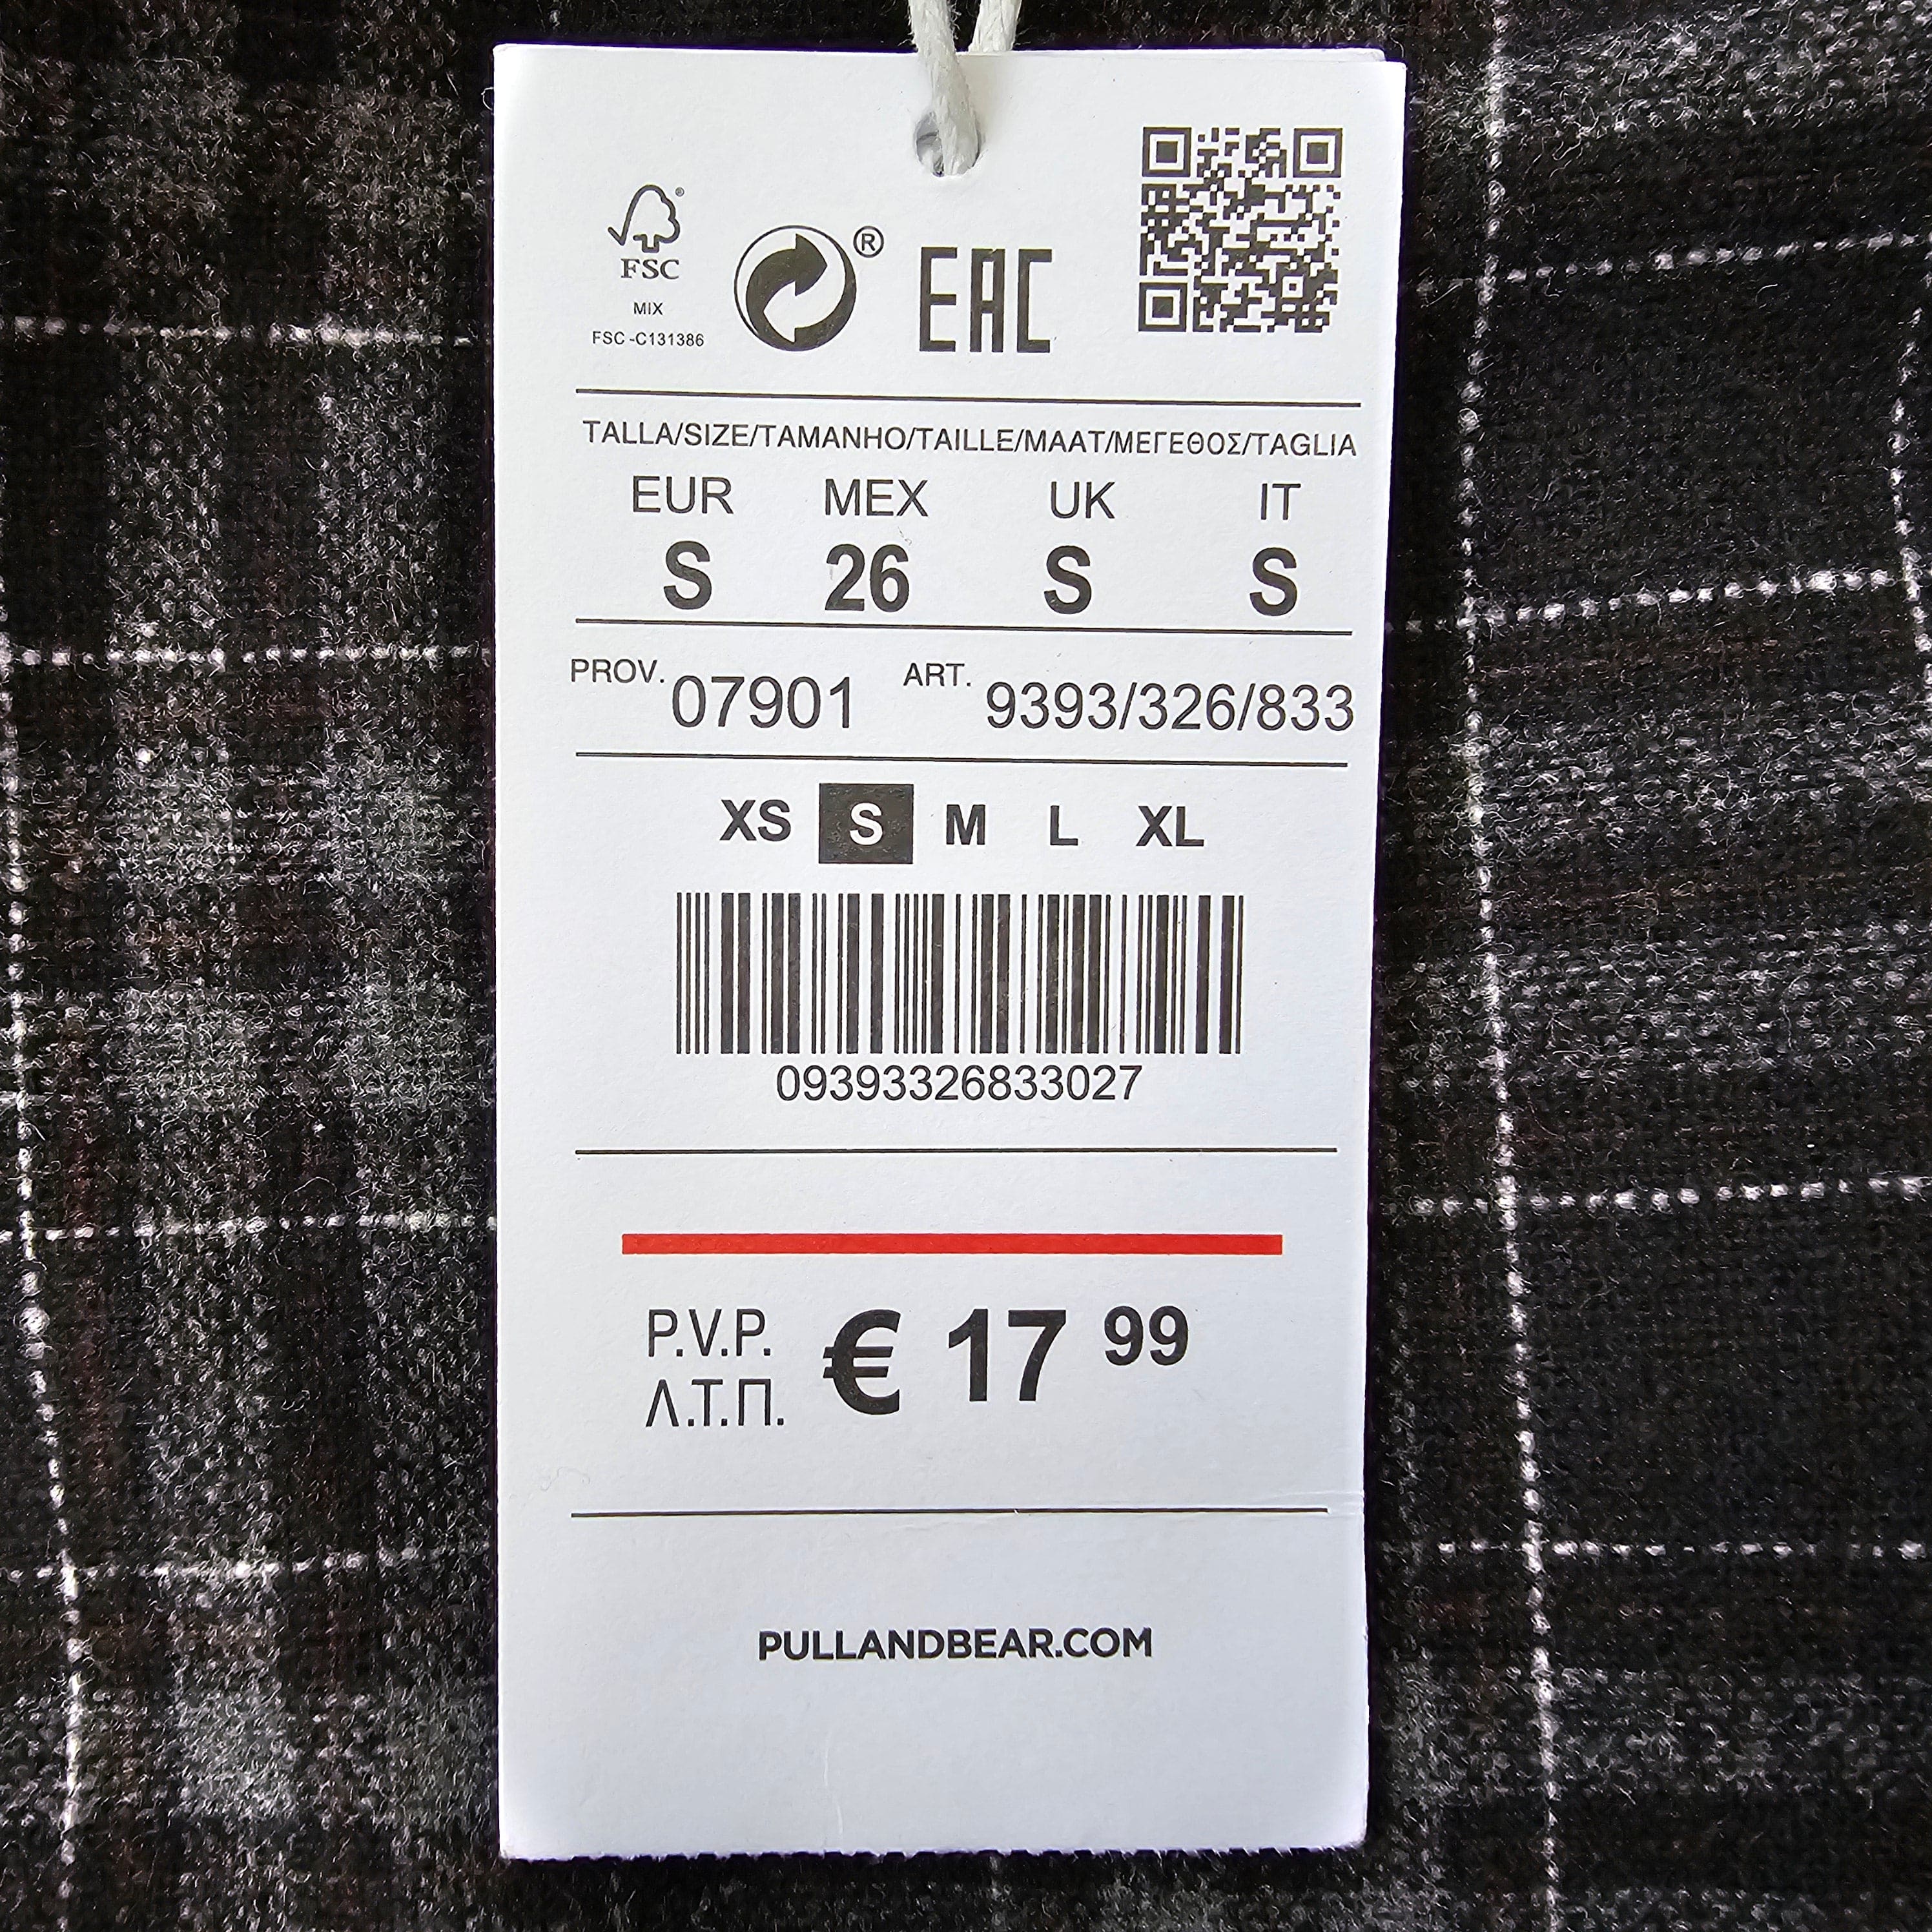 FSC®
MIX
FSC -C131386
®
EAC
TALLA/SIZE/TAMANHO/TAILLE/MAAT/ΜΕΓΕΘΟΣ/TAGLIA
EUR MEX UK IT
S 26 S S
PROV. 07901 ART. 9393/326/833
XS S M L XL
09393326833027
P.V.P. € 17 99
Λ.Τ.Π.
PULLANDBEAR.COM